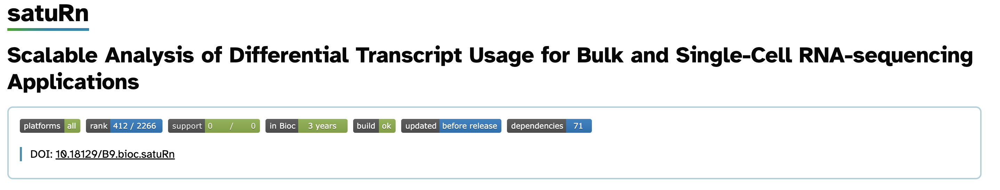 satuRn
Scalable Analysis of Differential Transcript Usage for Bulk and Single-Cell RNA-sequencing
Applications
platforms all rank 412 / 2266 support 0 / 0 in Bioc 3 years build ok updated before release dependencies 71
DOI: 10.18129/B9.bioc.satuRn